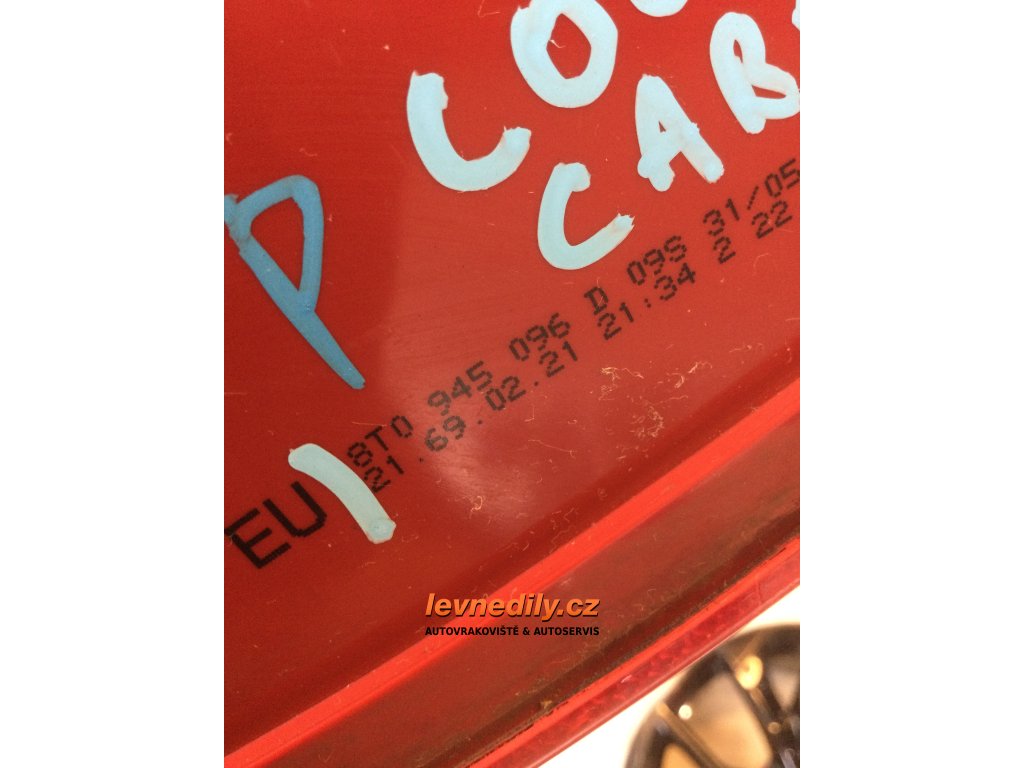 COU
CAB
P
8T0 945 096 D 09S 31/05
21.69.02.21 21:34 2 22
EU
levnedily.cz
AUTOVRAKOVIŠTĚ & AUTOSERVIS